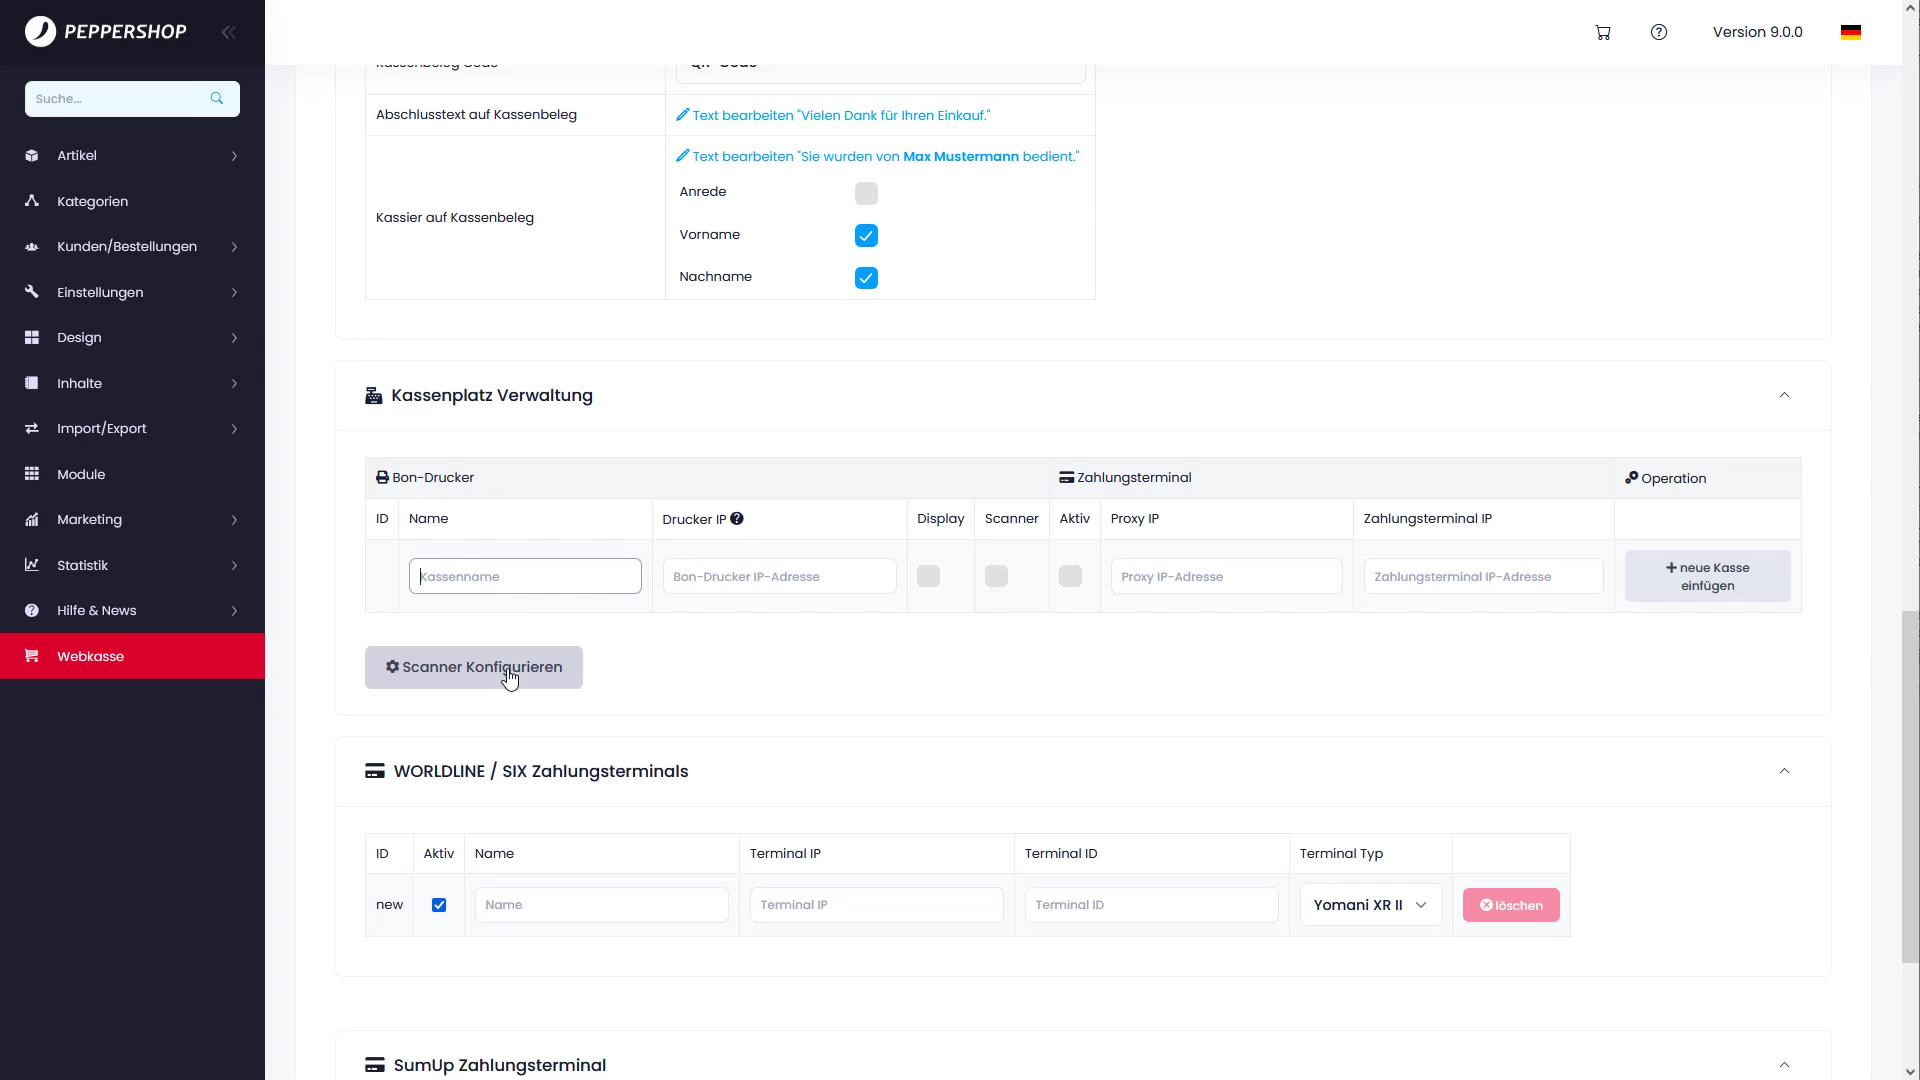 PEPPERSHOP
Version 9.0.0
Suche...
Artikel
Kategorien
Kunden/Bestellungen
Einstellungen
Design
Inhalte
Import/Export
Module
Marketing
Statistik
Hilfe & News
Webkasse
Kassenbeleg Code
QR-Code
Abschlusstext auf Kassenbeleg
Text bearbeiten "Vielen Dank für Ihren Einkauf."
Kassier auf Kassenbeleg
Text bearbeiten "Sie wurden von Max Mustermann bedient."
Anrede
Vorname
Nachname
Kassenplatz Verwaltung
Bon-Drucker
Zahlungsterminal
Operation
ID
Name
Drucker IP
Display
Scanner
Aktiv
Proxy IP
Zahlungsterminal IP
Kassenname
Bon-Drucker IP-Adresse
Proxy IP-Adresse
Zahlungsterminal IP-Adresse
neue Kasse
einfügen
Scanner Konfigurieren
WORLDLINE / SIX Zahlungsterminals
ID
Aktiv
Name
Terminal IP
Terminal ID
Terminal Typ
new
Name
Terminal IP
Terminal ID
Yomani XR II
löschen
SumUp Zahlungsterminal